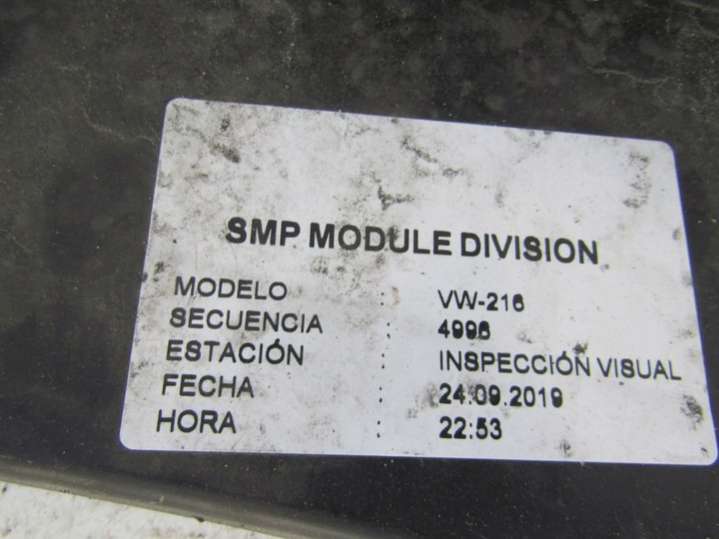 SMP MODULE DIVISION
MODELO : VW-216
SECUENCIA : 4996
ESTACIÓN : INSPECCIÓN VISUAL
FECHA : 24.09.2019
HORA : 22:53